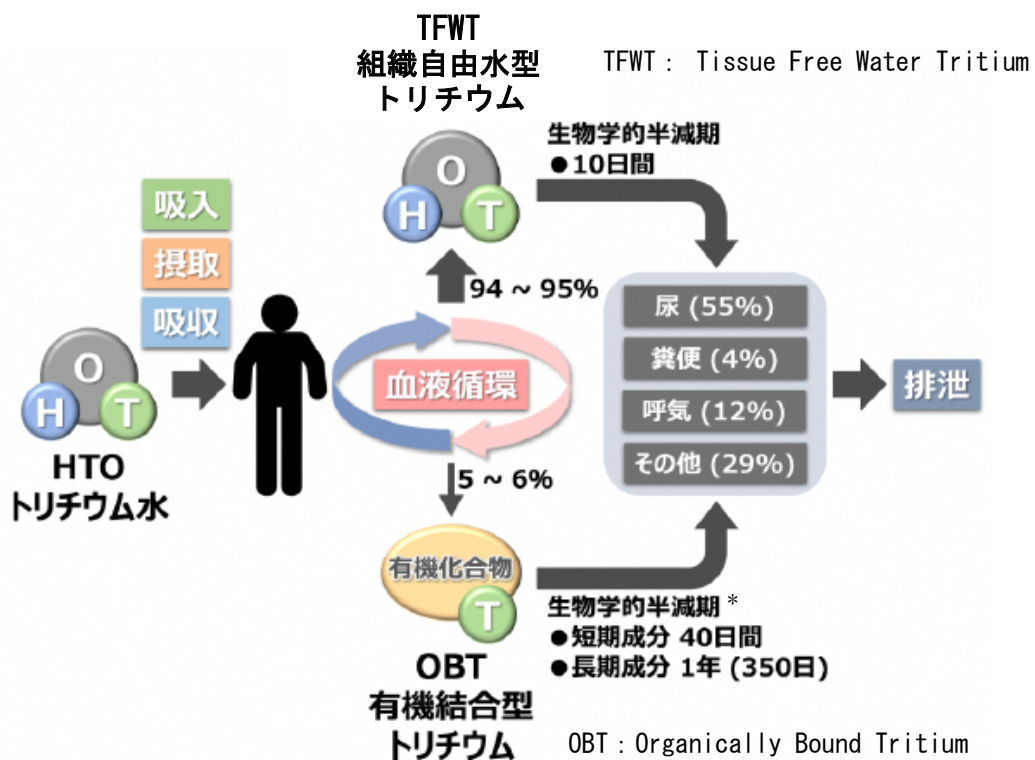 TFWT
組織自由水型
トリチウム
TFWT： Tissue Free Water Tritium
生物学的半減期
●10日間
O
H
T
吸入
摂取
吸収
94 ~ 95%
尿 (55%)
糞便 (4%)
呼気 (12%)
その他 (29%)
排泄
O
H
T
血液循環
HTO
トリチウム水
5 ~ 6%
有機化合物
T
生物学的半減期*
●短期成分 40日間
●長期成分 1年 (350日)
OBT
有機結合型
トリチウム
OBT：Organically Bound Tritium